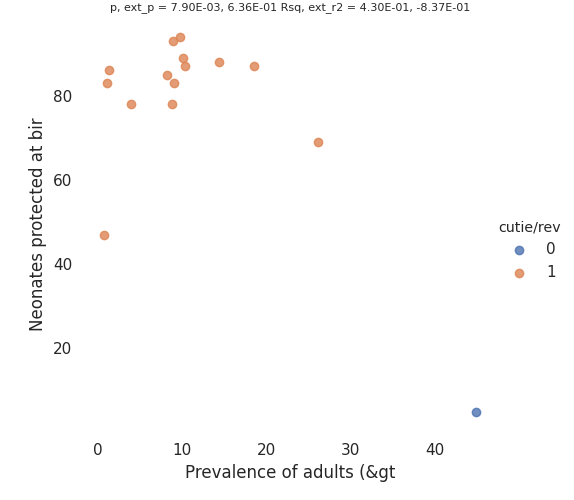 p, ext_p = 7.90E-03, 6.36E-01 Rsq, ext_r2 = 4.30E-01, -8.37E-01
80
60
40
20
Neonates protected at bir
cutie/rev
0
1
0 10 20 30 40
Prevalence of adults (&gt